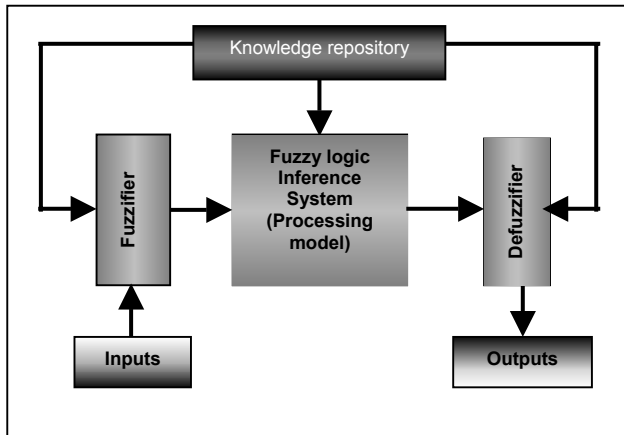 Knowledge repository
Fuzzifier
Fuzzy logic
Inference
System
(Processing
model)
Defuzzifier
Inputs
Outputs